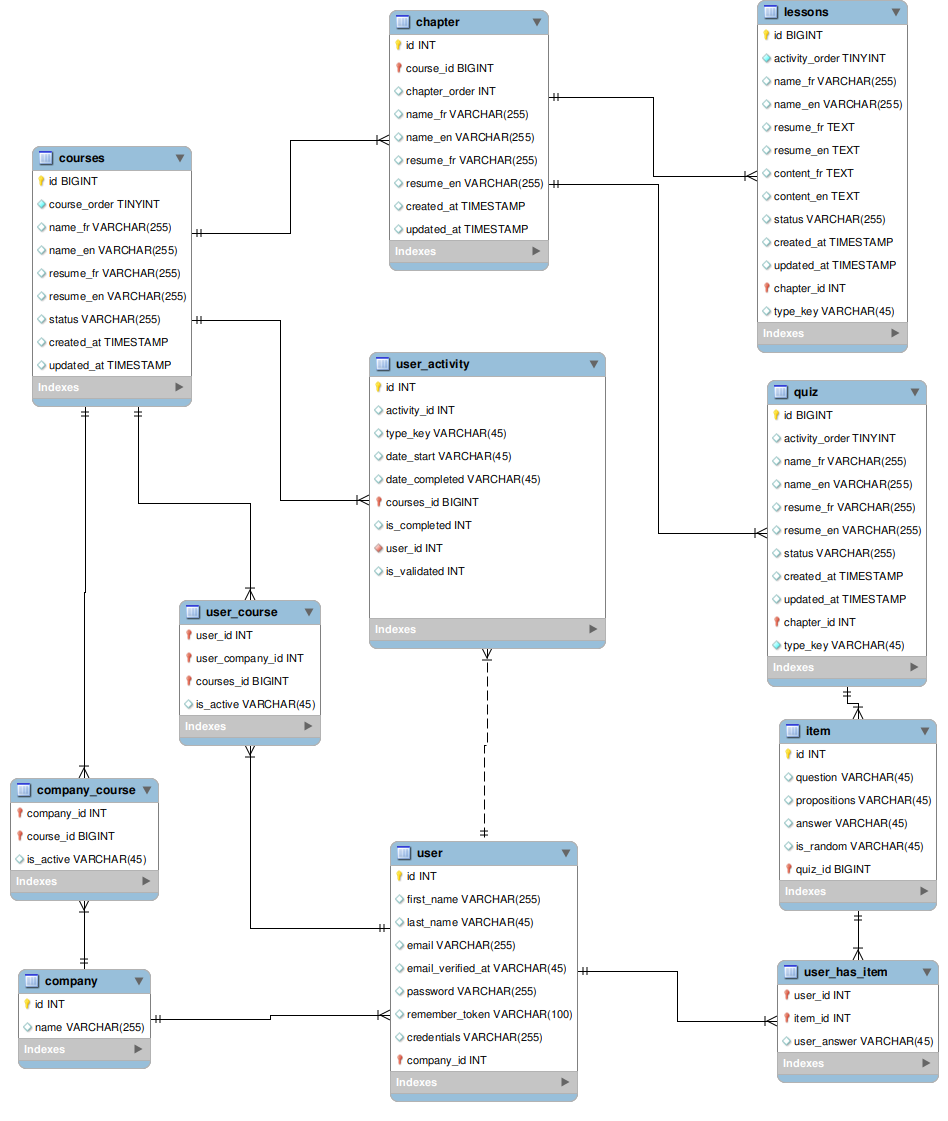 chapter
id INT
course_id BIGINT
chapter_order INT
name_fr VARCHAR(255)
name_en VARCHAR(255)
resume_fr VARCHAR(255)
resume_en VARCHAR(255)
created_at TIMESTAMP
updated_at TIMESTAMP
Indexes
lessons
id BIGINT
activity_order TINYINT
name_fr VARCHAR(255)
name_en VARCHAR(255)
resume_fr TEXT
resume_en TEXT
content_fr TEXT
content_en TEXT
status VARCHAR(255)
created_at TIMESTAMP
updated_at TIMESTAMP
chapter_id INT
type_key VARCHAR(45)
Indexes
courses
id BIGINT
course_order TINYINT
name_fr VARCHAR(255)
name_en VARCHAR(255)
resume_fr VARCHAR(255)
resume_en VARCHAR(255)
status VARCHAR(255)
created_at TIMESTAMP
updated_at TIMESTAMP
Indexes
user_activity
id INT
activity_id INT
type_key VARCHAR(45)
date_start VARCHAR(45)
date_completed VARCHAR(45)
courses_id BIGINT
is_completed INT
user_id INT
is_validated INT
Indexes
quiz
id BIGINT
activity_order TINYINT
name_fr VARCHAR(255)
name_en VARCHAR(255)
resume_fr VARCHAR(255)
resume_en VARCHAR(255)
status VARCHAR(255)
created_at TIMESTAMP
updated_at TIMESTAMP
chapter_id INT
type_key VARCHAR(45)
Indexes
user_course
user_id INT
user_company_id INT
courses_id BIGINT
is_active VARCHAR(45)
Indexes
item
id INT
question VARCHAR(45)
propositions VARCHAR(45)
answer VARCHAR(45)
is_random VARCHAR(45)
quiz_id BIGINT
Indexes
company_course
company_id INT
course_id BIGINT
is_active VARCHAR(45)
Indexes
user
id INT
first_name VARCHAR(255)
last_name VARCHAR(45)
email VARCHAR(255)
email_verified_at VARCHAR(45)
password VARCHAR(255)
remember_token VARCHAR(100)
credentials VARCHAR(255)
company_id INT
Indexes
company
id INT
name VARCHAR(255)
Indexes
user_has_item
user_id INT
item_id INT
user_answer VARCHAR(45)
Indexes